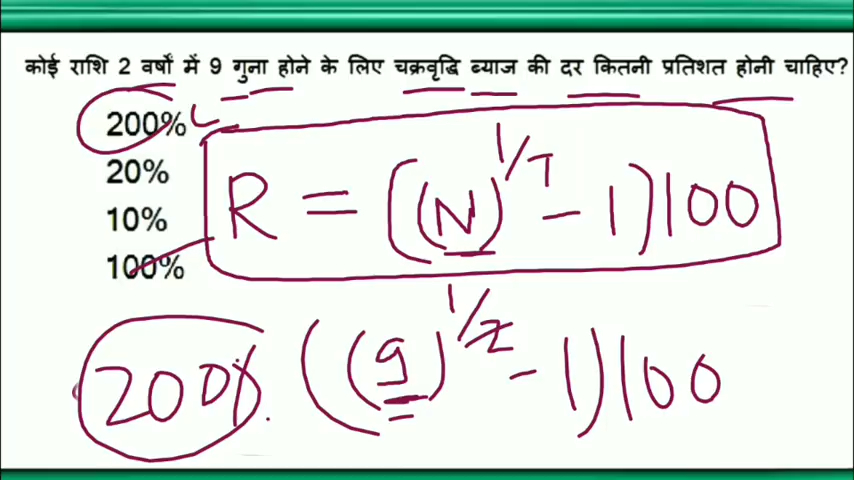 कोई राशि 2 वर्षों में 9 गुना होने के लिए चक्रवृद्धि ब्याज की दर कितनी प्रतिशत होनी चाहिए?
200%
20%
10%
100%
R = ((N)^1/T - 1)100
200% ((9)^1/2 - 1)100